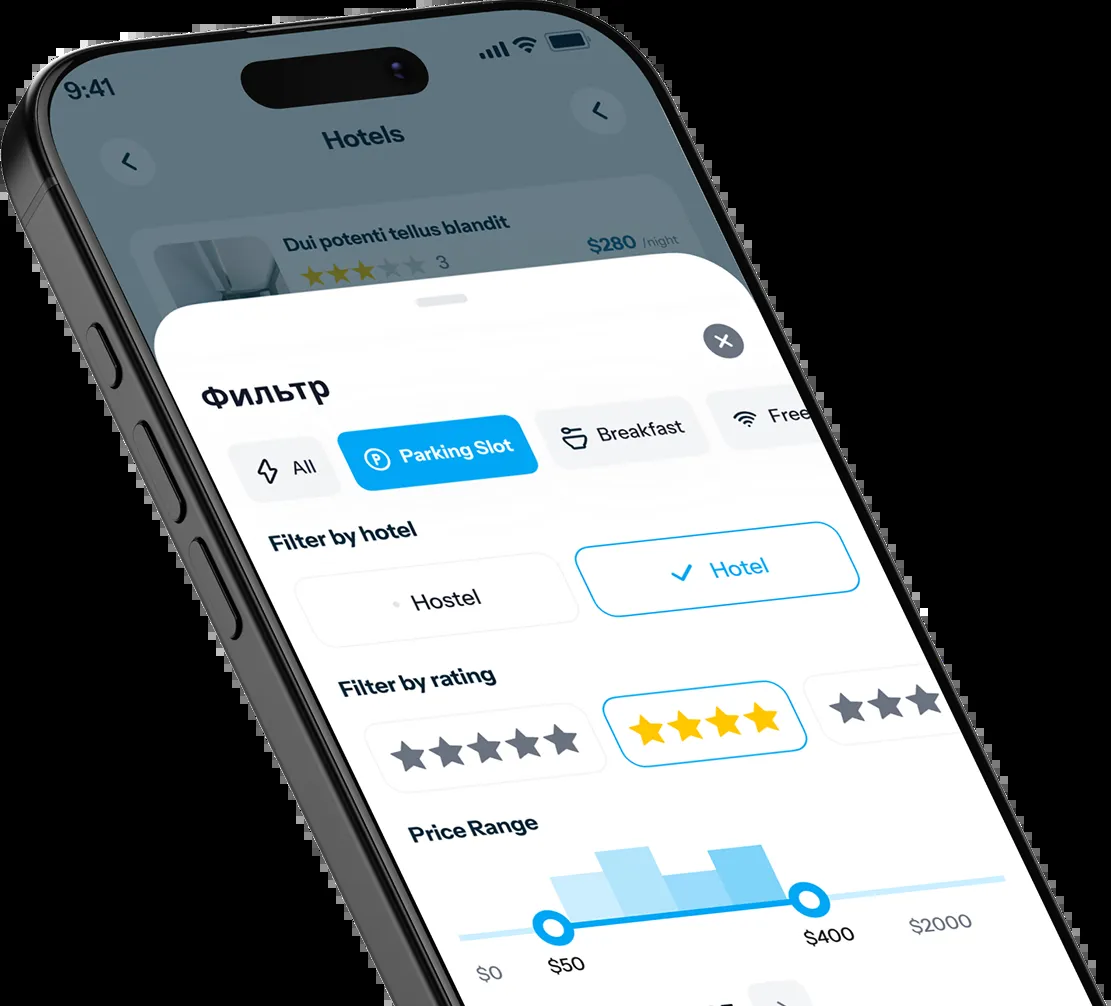 9:41
Hotels
Dui potenti tellus blandit
$280 /night
3
Фильтр
All
Parking Slot
Breakfast
Free
Filter by hotel
Hostel
Hotel
Filter by rating
Price Range
$0
$50
$400
$2000